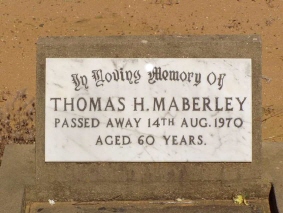 In Loving Memory Of
THOMAS H. MABERLEY
PASSED AWAY 14TH AUG. 1970
AGED 60 YEARS.